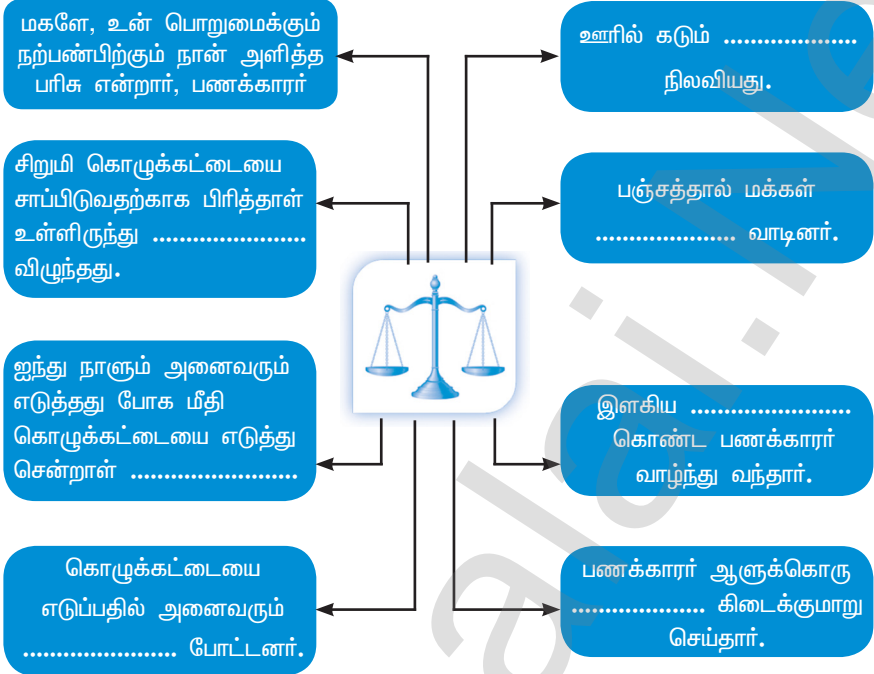 மகளே, உன் பொறுமைக்கும்
நற்பண்பிற்கும் நான் அளித்த
பரிசு என்றார், பணக்காரர்
ஊரில் கடும் ...................
நிலவியது.
சிறுமி கொழுக்கட்டையை
சாப்பிடுவதற்காக பிரித்தாள்
உள்ளிருந்து ......................
விழுந்தது.
பஞ்சத்தால் மக்கள்
.................... வாடினர்.
ஐந்து நாளும் அனைவரும்
எடுத்தது போக மீதி
கொழுக்கட்டையை எடுத்து
சென்றாள் ........................
இளகிய .......................
கொண்ட பணக்காரர்
வாழ்ந்து வந்தார்.
கொழுக்கட்டையை
எடுப்பதில் அனைவரும்
...................... போட்டனர்.
பணக்காரர் ஆளுக்கொரு
................... கிடைக்குமாறு
செய்தார்.